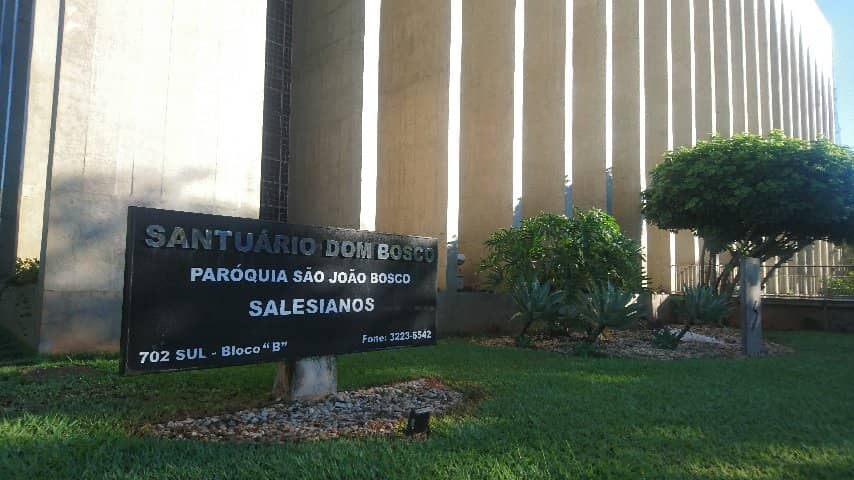 SANTUÁRIO DOM BOSCO
PARÓQUIA SÃO JOÃO BOSCO
SALESIANOS
702 SUL - Bloco "B" Fone: 3223-6542